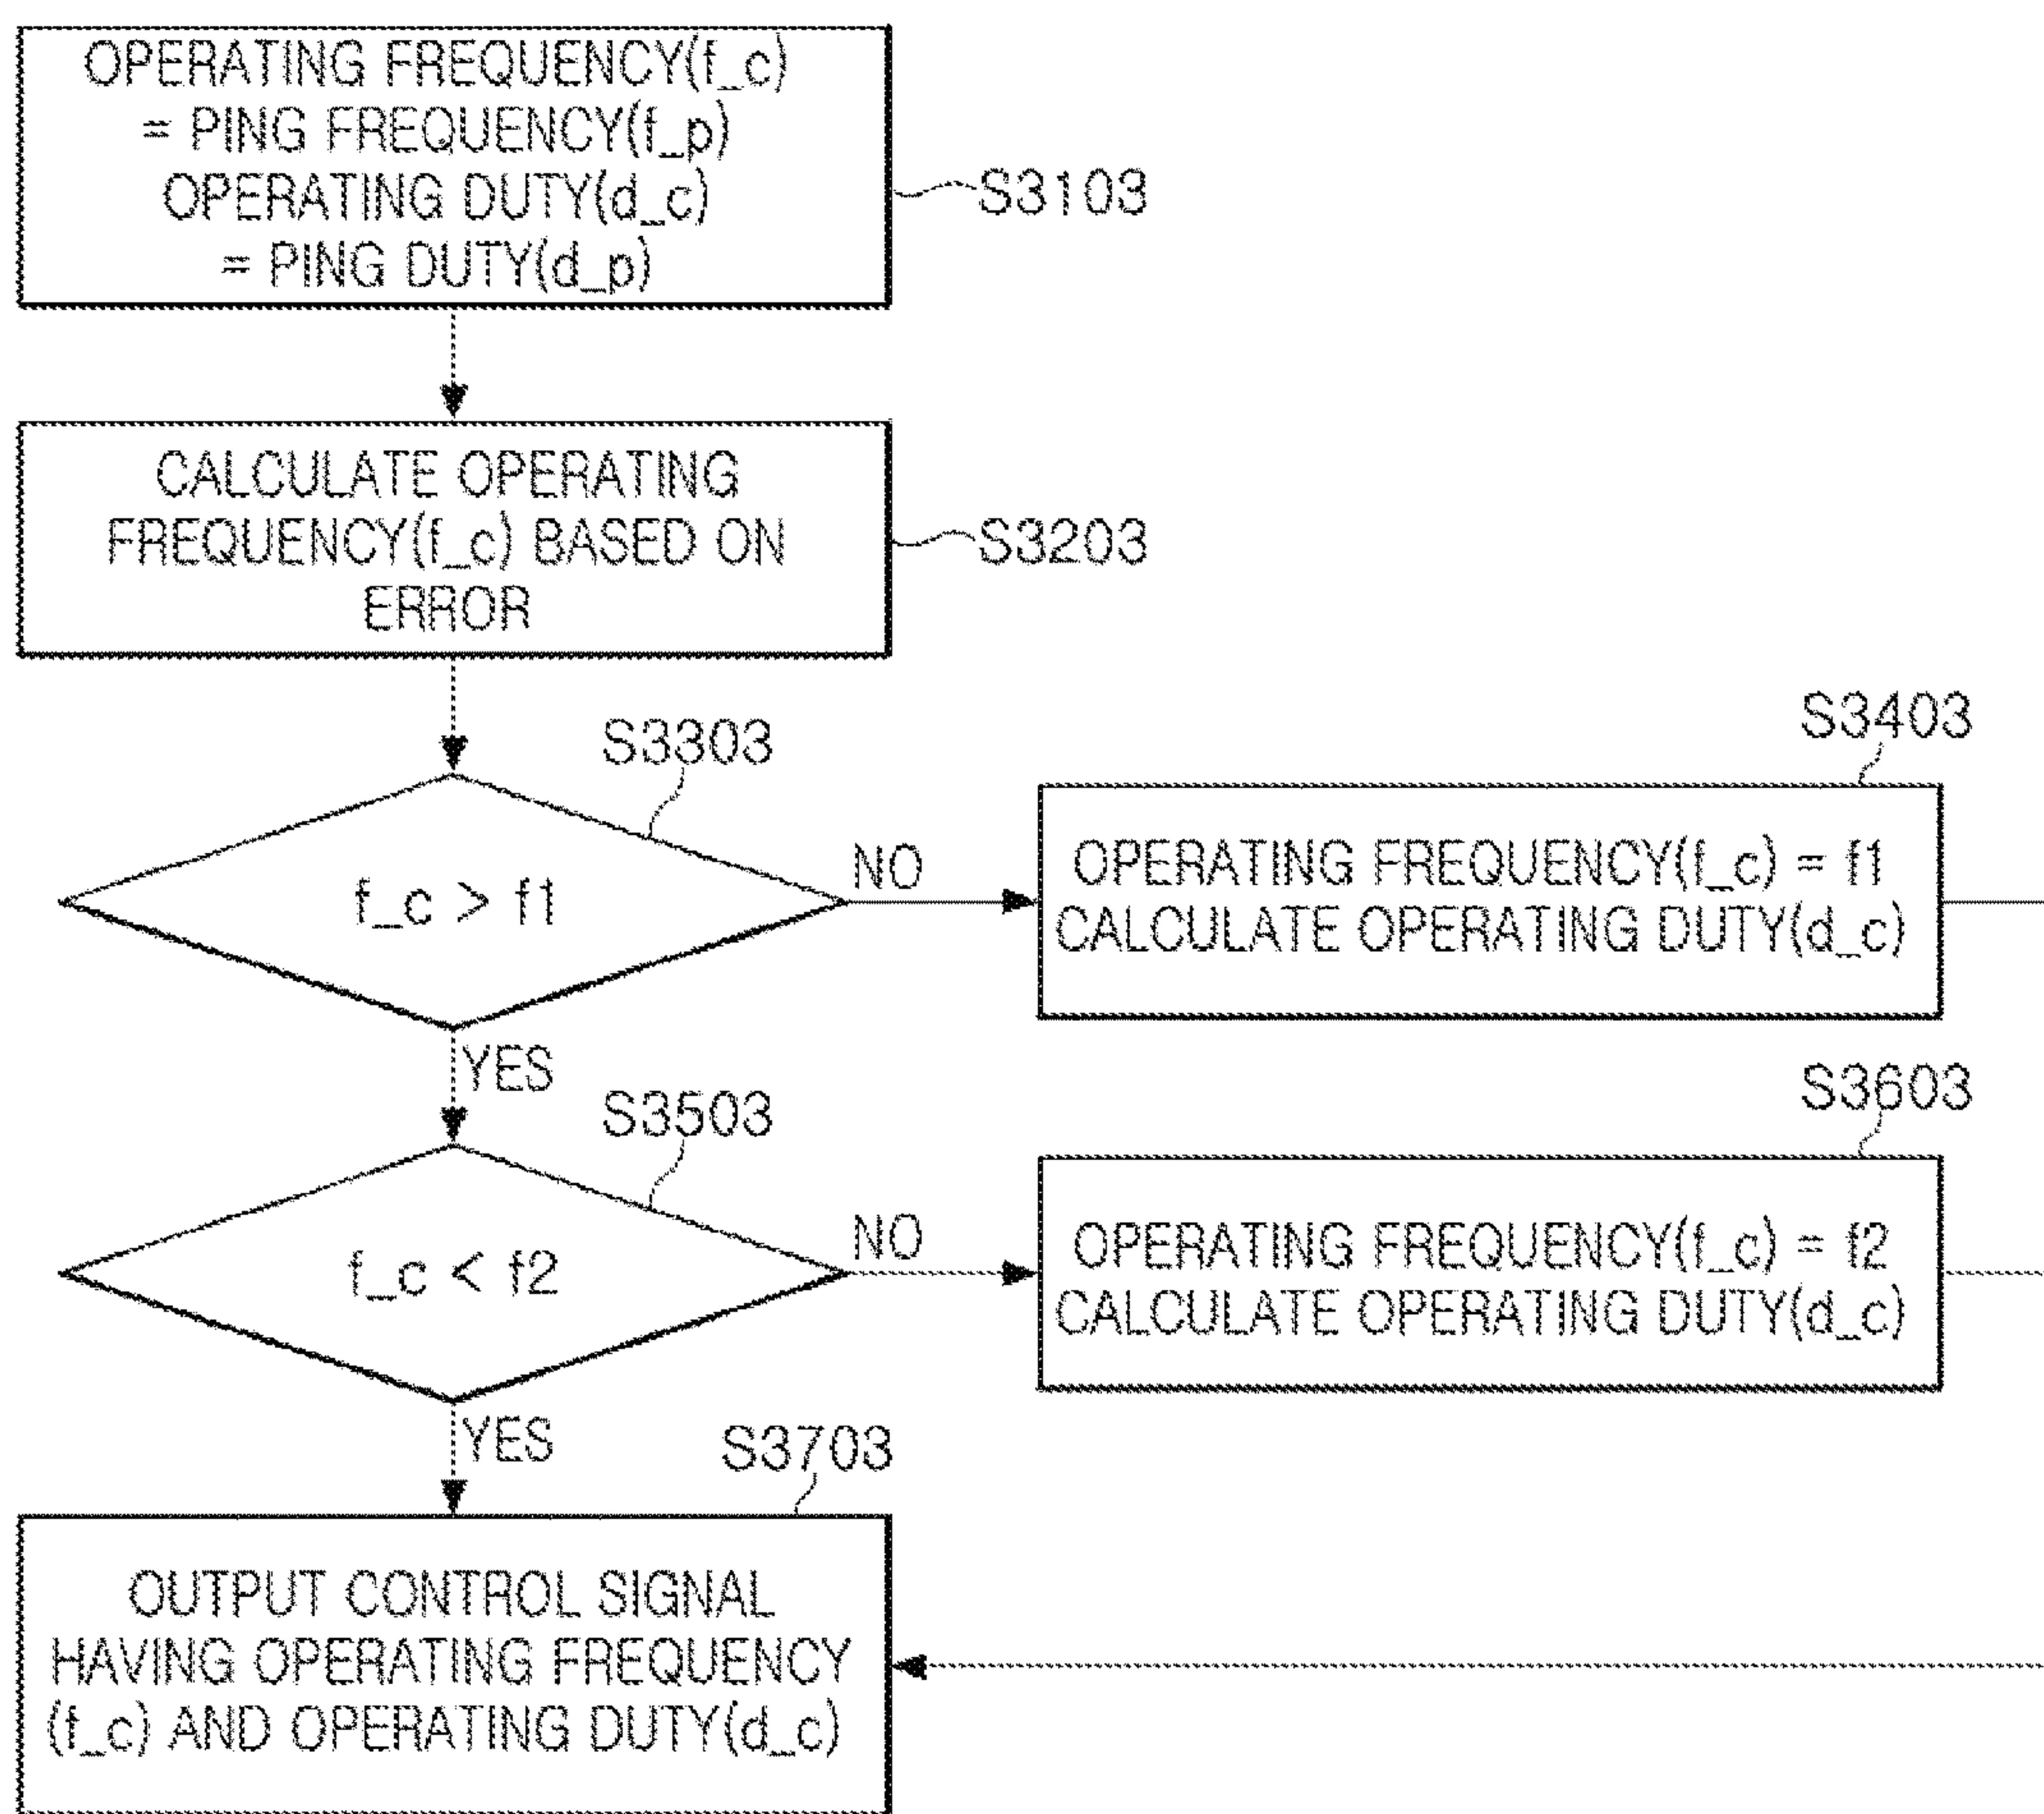 OPERATING FREQUENCY(f_c)
= PING FREQUENCY(f_p)
OPERATING DUTY(d_c)
= PING DUTY(d_p)
S3103
CALCULATE OPERATING
FREQUENCY(f_c) BASED ON
ERROR
S3203
S3303
f_c > f1
NO
YES
S3403
OPERATING FREQUENCY(f_c) = f1
CALCULATE OPERATING DUTY(d_c)
S3503
f_c < f2
NO
YES
S3603
OPERATING FREQUENCY(f_c) = f2
CALCULATE OPERATING DUTY(d_c)
S3703
OUTPUT CONTROL SIGNAL
HAVING OPERATING FREQUENCY
(f_c) AND OPERATING DUTY(d_c)